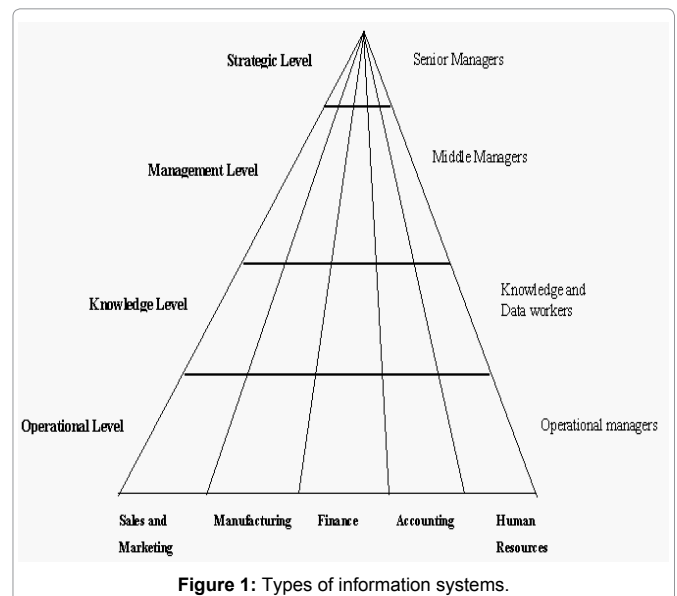 Strategic Level
Senior Managers
Management Level
Middle Managers
Knowledge Level
Knowledge and
Data workers
Operational Level
Operational managers
Sales and
Marketing
Manufacturing
Finance
Accounting
Human
Resources
Figure 1: Types of information systems.